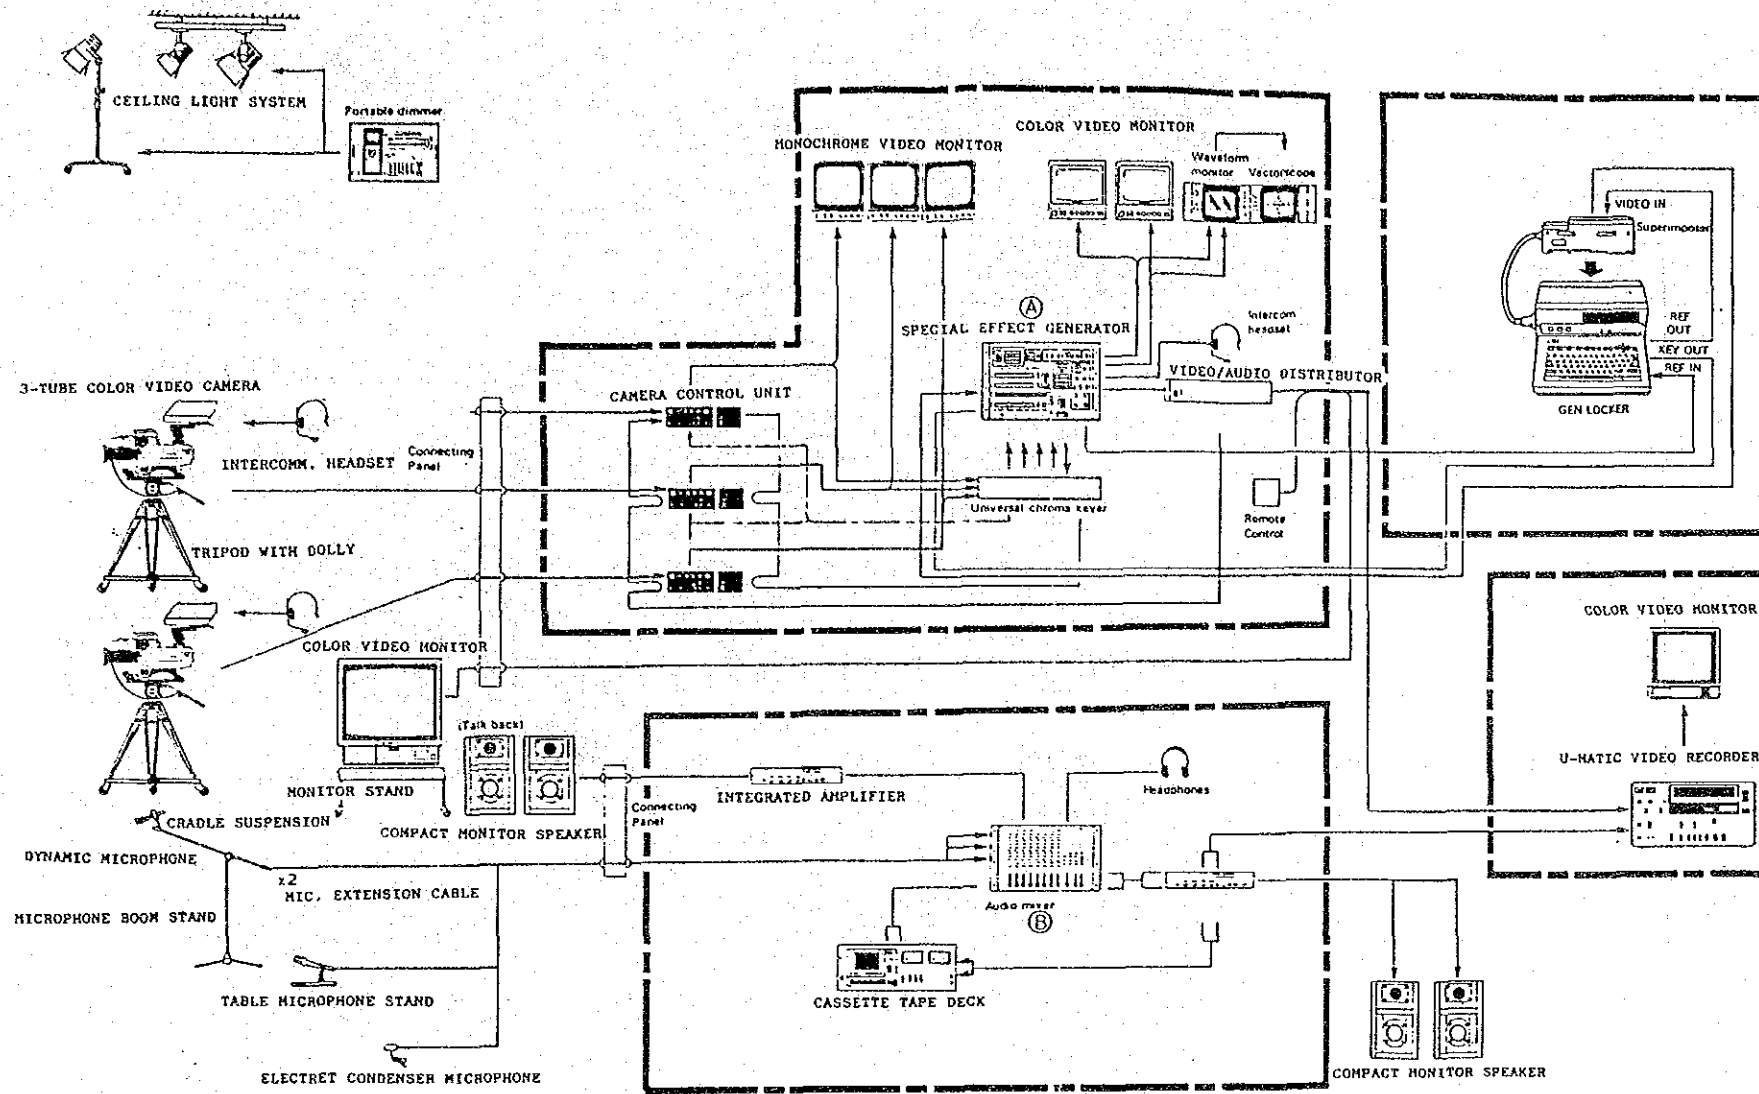 CEILING LIGHT SYSTEM
Portable dimmer
MONOCHROME VIDEO MONITOR
COLOR VIDEO MONITOR
Waveform
monitor
Vectorscope
VIDEO IN
Superimposer
REF
OUT
KEY OUT
REF IN
GEN LOCKER
Ⓐ
SPECIAL EFFECT GENERATOR
Intercom
headset
VIDEO/AUDIO DISTRIBUTOR
3-TUBE COLOR VIDEO CAMERA
CAMERA CONTROL UNIT
INTERCOMM. HEADSET
Connecting
Panel
Universal chroma keyer
Remote
Control
TRIPOD WITH DOLLY
COLOR VIDEO MONITOR
COLOR VIDEO MONITOR
(Talk back)
U-MATIC VIDEO RECORDER
MONITOR STAND
INTEGRATED AMPLIFIER
Headphones
Connecting
Panel
CRADLE SUSPENSION
COMPACT MONITOR SPEAKER
DYNAMIC MICROPHONE
x2
MIC. EXTENSION CABLE
MICROPHONE BOOM STAND
Audio mixer
Ⓑ
TABLE MICROPHONE STAND
CASSETTE TAPE DECK
ELECTRET CONDENSER MICROPHONE
COMPACT MONITOR SPEAKER